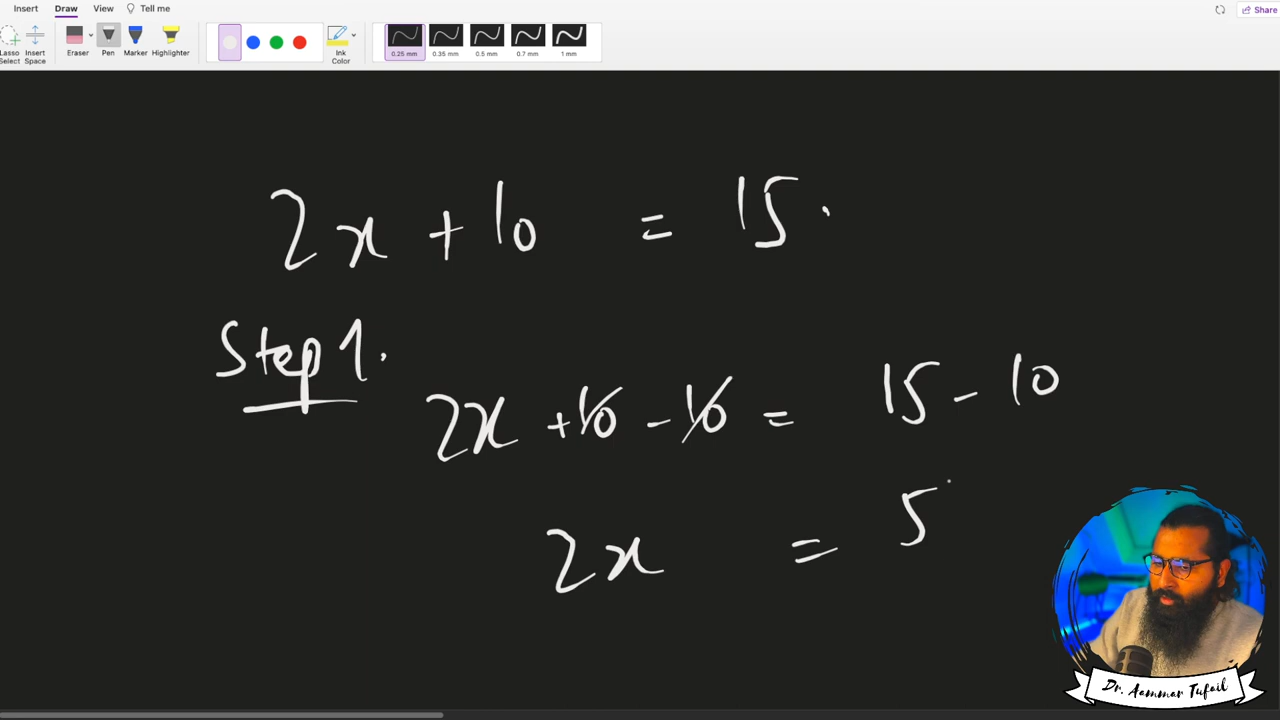 Insert Draw View Tell me Share
Lasso Select Insert Space Eraser Pen Marker Highlighter Ink Color 0.25 mm 0.35 mm 0.5 mm 0.7 mm 1 mm
2x + 10 = 15.
Step 1.
2x + 10 - 10 = 15 - 10
2x = 5
Dr. Aammar Tufail